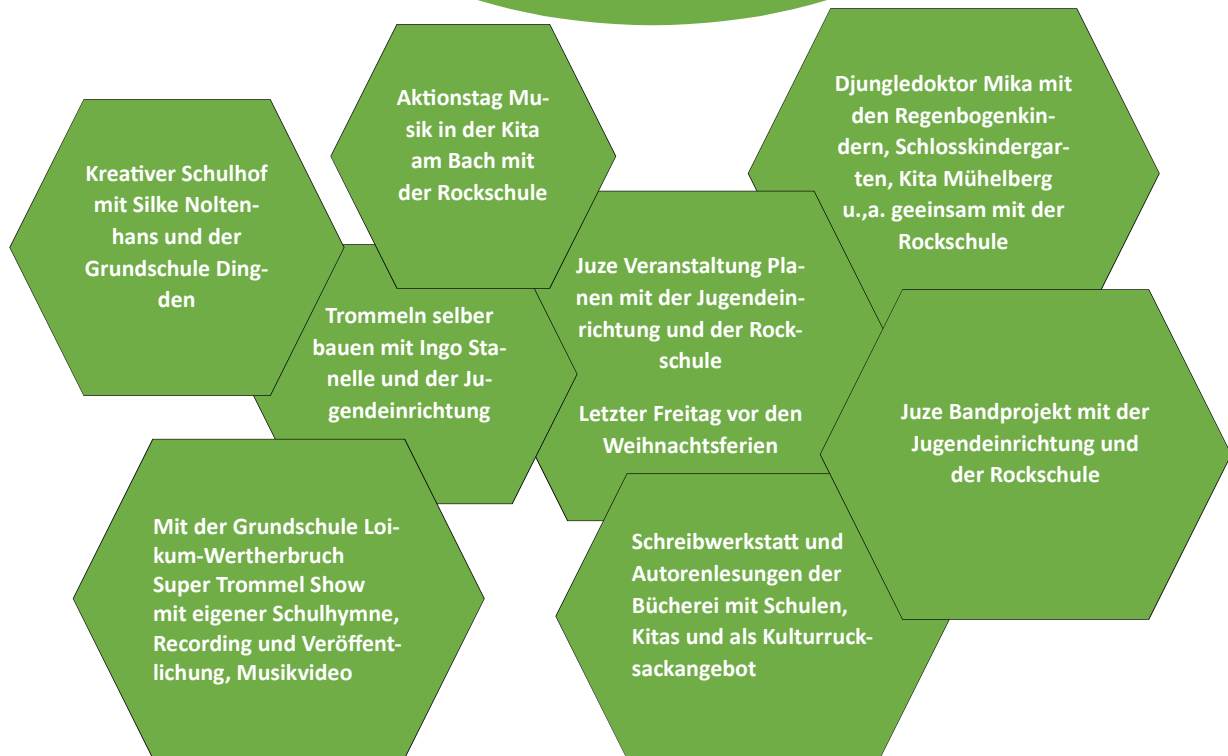 Aktionstag Mu-
sik in der Kita
am Bach mit
der Rockschule
Djungledoktor Mika mit
den Regenbogenkin-
dern, Schlosskindergar-
ten, Kita Mühelberg
u.,a. geeinsam mit der
Rockschule
Kreativer Schulhof
mit Silke Nolten-
hans und der
Grundschule Ding-
den
Juze Veranstaltung Pla-
nen mit der Jugendein-
richtung und der Rock-
schule
Letzter Freitag vor den
Weihnachtsferien
Trommeln selber
bauen mit Ingo Sta-
nelle und der Ju-
gendeinrichtung
Juze Bandprojekt mit der
Jugendeinrichtung und
der Rockschule
Mit der Grundschule Loi-
kum-Wertherbruch
Super Trommel Show
mit eigener Schulhymne,
Recording und Veröffent-
lichung, Musikvideo
Schreibwerkstatt und
Autorenlesungen der
Bücherei mit Schulen,
Kitas und als Kulturruck-
sackangebot